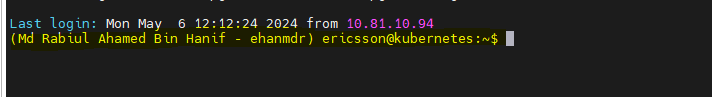 Last login: Mon May  6 12:12:24 2024 from 10.81.10.94
(Md Rabiul Ahamed Bin Hanif - ehanmdr) ericsson@kubernetes:~$